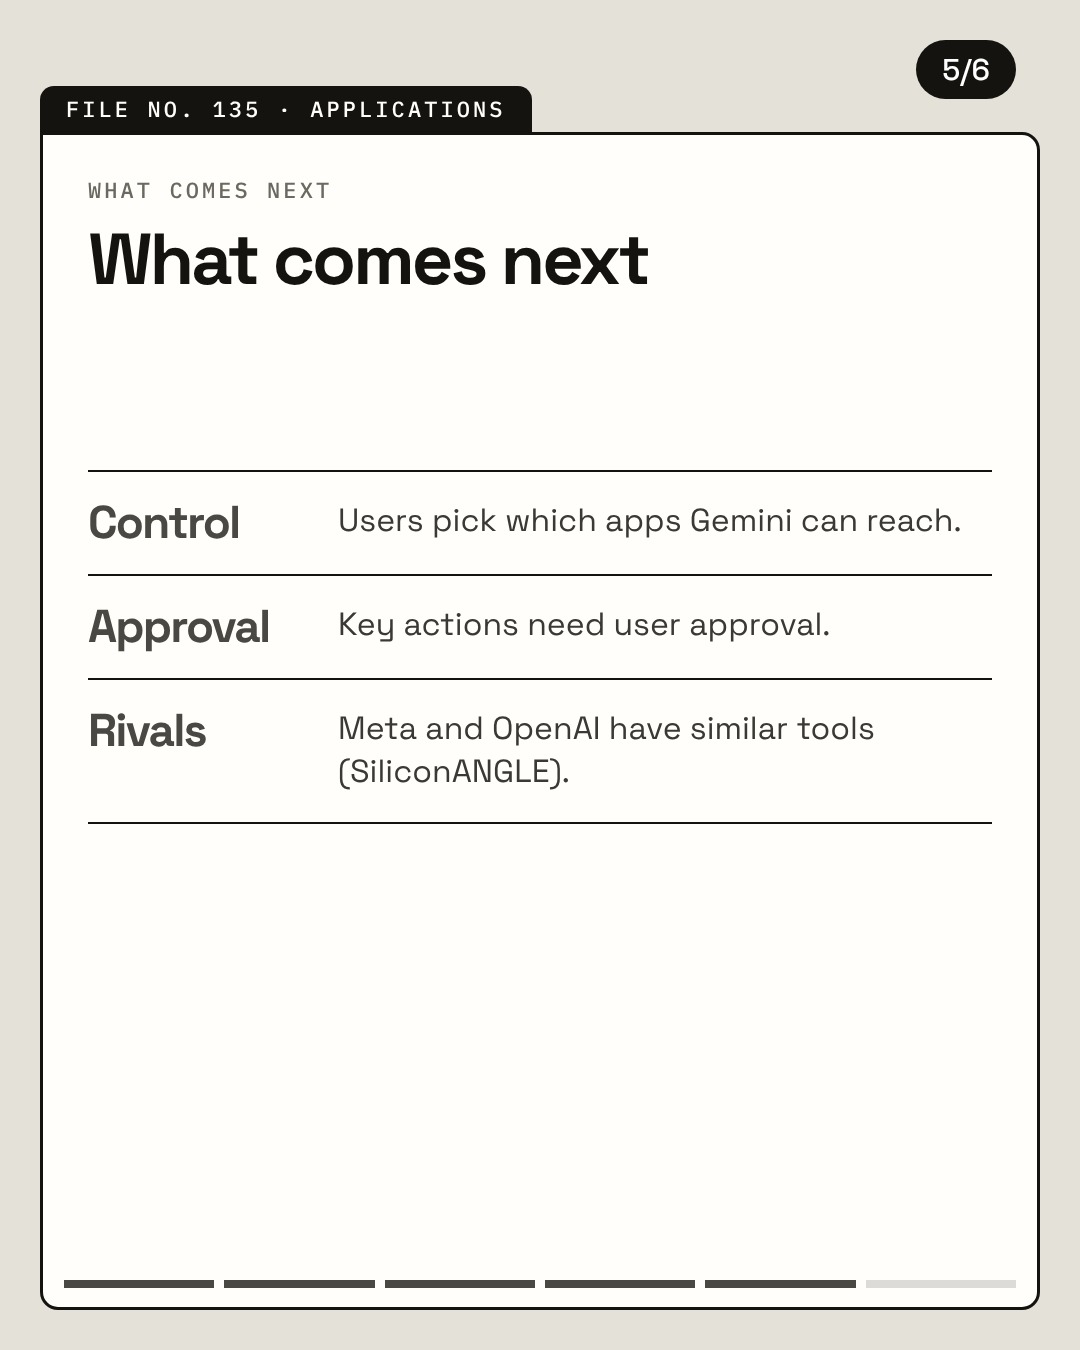 5/6
FILE NO. 135 · APPLICATIONS
WHAT COMES NEXT
What comes next
Control
Users pick which apps Gemini can reach.
Approval
Key actions need user approval.
Rivals
Meta and OpenAI have similar tools
(SiliconANGLE).